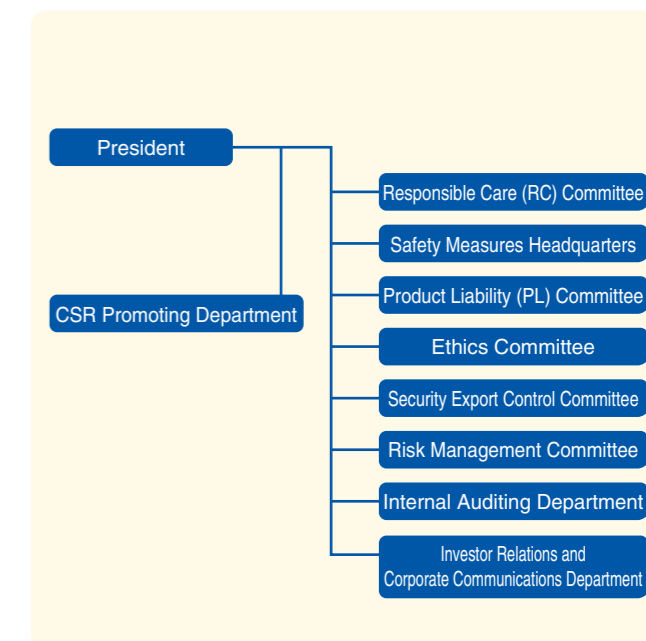 President
Responsible Care (RC) Committee
Safety Measures Headquarters
Product Liability (PL) Committee
CSR Promoting Department
Ethics Committee
Security Export Control Committee
Risk Management Committee
Internal Auditing Department
Investor Relations and
Corporate Communications Department